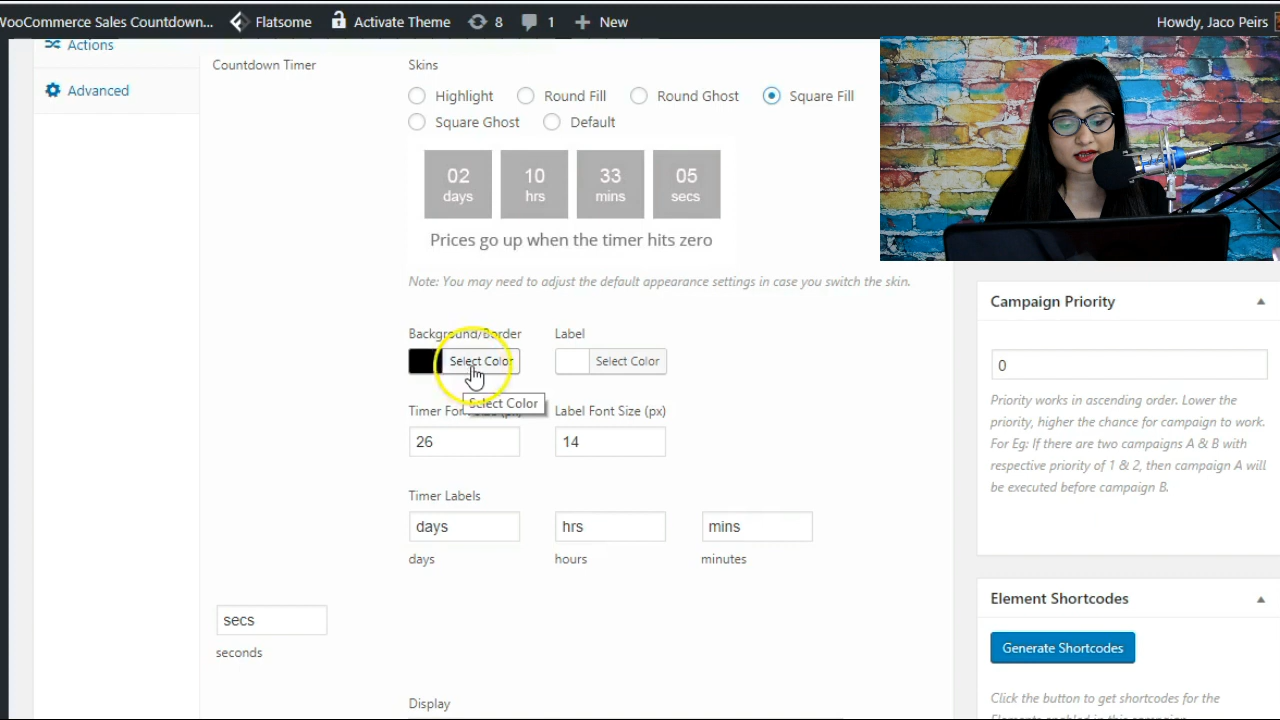 WooCommerce Sales Countdown... Flatsome Activate Theme 8 1 New Howdy, Jaco Peirs
Actions
Advanced
Countdown Timer
Skins
Highlight Round Fill Round Ghost Square Fill
Square Ghost Default
02 10 33 05
days hrs mins secs
Prices go up when the timer hits zero
Note: You may need to adjust the default appearance settings in case you switch the skin.
Background/Border Label
Select Color Select Color
Select Color
Timer Font Size (px) Label Font Size (px)
26 14
Timer Labels
days hrs mins
days hours minutes
secs
seconds
Display
Campaign Priority
0
Priority works in ascending order. Lower the
priority, higher the chance for campaign to work.
For Eg: If there are two campaigns A & B with
respective priority of 1 & 2, then campaign A will
be executed before campaign B.
Element Shortcodes
Generate Shortcodes
Click the button to get shortcodes for the
Elements enabled in this campaign